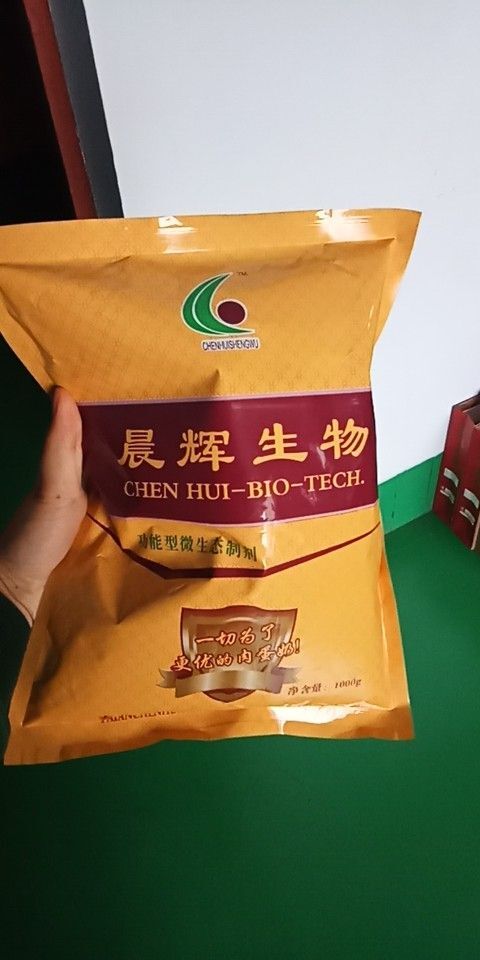 TM
CHENHUISHENGWU
晨辉生物
CHEN HUI-BIO-TECH.
功能型微生态制剂
一切为了
更优的肉蛋奶!
净含量: 1000g